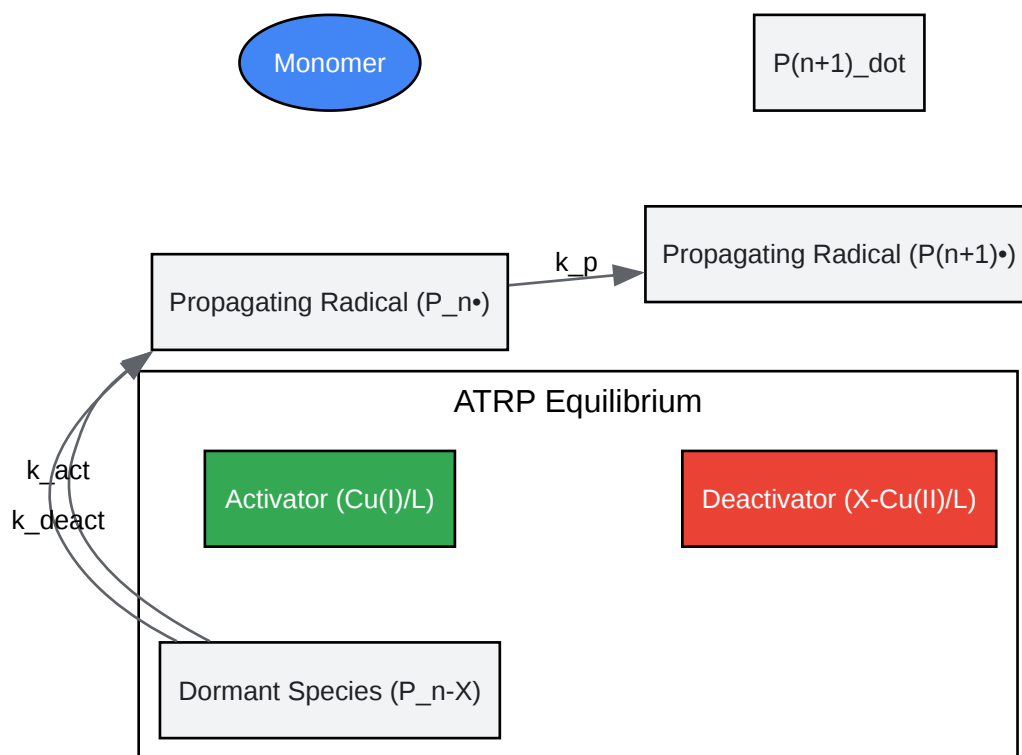 Monomer
P(n+1)_dot
Propagating Radical (P(n+1)•)
k_p
Propagating Radical (P_n•)
ATRP Equilibrium
k_act
Activator (Cu(I)/L)
Deactivator (X-Cu(II)/L)
k_deact
Dormant Species (P_n-X)